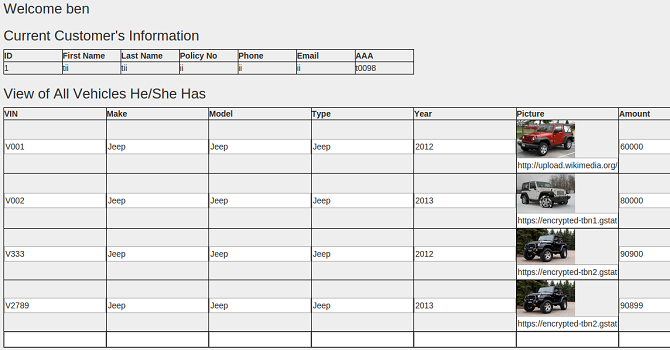 Welcome ben
Current Customer's Information
ID First Name Last Name Policy No Phone Email AAA
1 tii tii ii ii ii t0098
View of All Vehicles He/She Has
VIN Make Model Type Year Picture Amount
V001 Jeep Jeep Jeep 2012 60000
http://upload.wikimedia.org/
V002 Jeep Jeep Jeep 2013 80000
https://encrypted-tbn1.gstat
V333 Jeep Jeep Jeep 2012 90900
https://encrypted-tbn2.gstat
V2789 Jeep Jeep Jeep 2013 90899
https://encrypted-tbn2.gstat